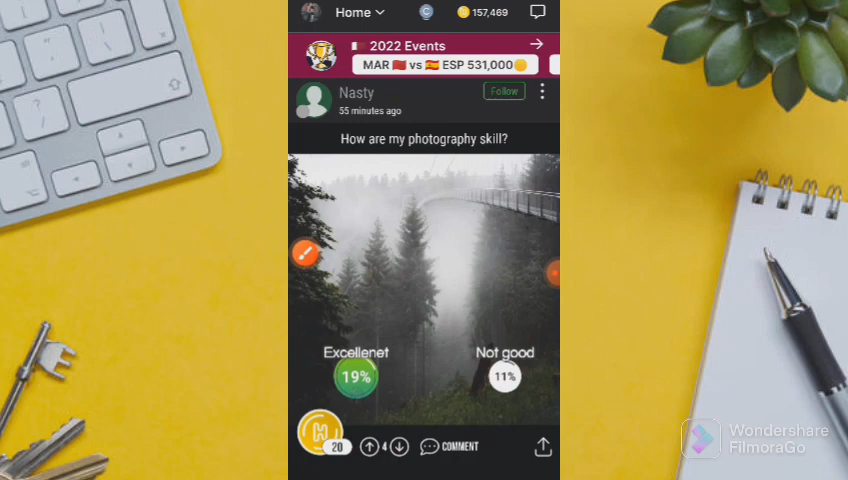 Home
157,469
2022 Events
MAR vs ESP 531,000
Nasty
Follow
55 minutes ago
How are my photography skill?
Excellenet
Not good
19%
11%
20
4
COMMENT
Wondershare
FilmoraGo